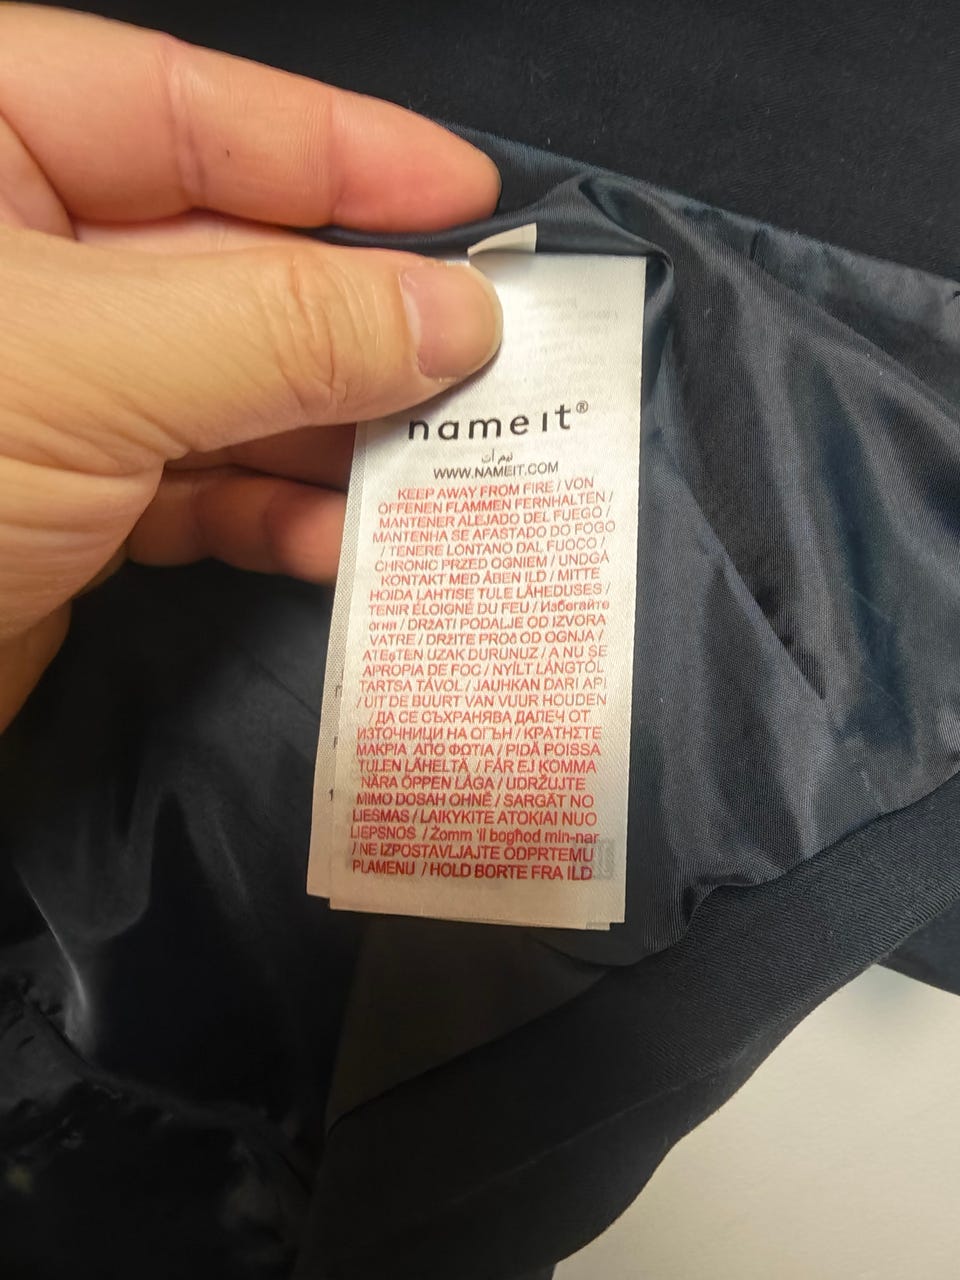 name it®
نيم ات
WWW.NAMEIT.COM
KEEP AWAY FROM FIRE / VON
OFFENEN FLAMMEN FERNHALTEN /
MANTENER ALEJADO DEL FUEGO /
MANTENHA SE AFASTADO DO FOGO
/ TENERE LONTANO DAL FUOCO /
CHRONIC PRZED OGNIEM / UNDGÅ
KONTAKT MED ÅBEN ILD / MITTE
HOIDA LAHTISE TULE LÄHEDUSES /
TENIR ÉLOIGNÉ DU FEU / Избегайте
огня / DRŽATI PODALJE OD IZVORA
VATRE / DRŽITE PROč OD OGNJA /
ATEşTEN UZAK DURUNUZ / A NU SE
APROPIA DE FOC / NYÍLT LÁNGTÓL
TARTSA TÁVOL / JAUHKAN DARI API
/ UIT DE BUURT VAN VUUR HOUDEN
/ ДА СЕ СЪХРАНЯВА ДАЛЕЧ ОТ
ИЗТОЧНИЦИ НА ОГЪН / ΚΡΑΤΗΣΤΕ
ΜΑΚΡΙΑ ΑΠΟ ΦΩΤΙΑ / PIDÄ POISSA
TULEN LÄHELTÄ / FÅR EJ KOMMA
NÄRA ÖPPEN LÅGA / UDRŽUJTE
MIMO DOSAH OHNĚ / SARGĀT NO
LIESMAS / LAIKYKITE ATOKIAI NUO
LIEPSNOS / Żomm 'il bogħod min-nar
/ NE IZPOSTAVLJAJTE ODPRTEMU
PLAMENU / HOLD BORTE FRA ILD